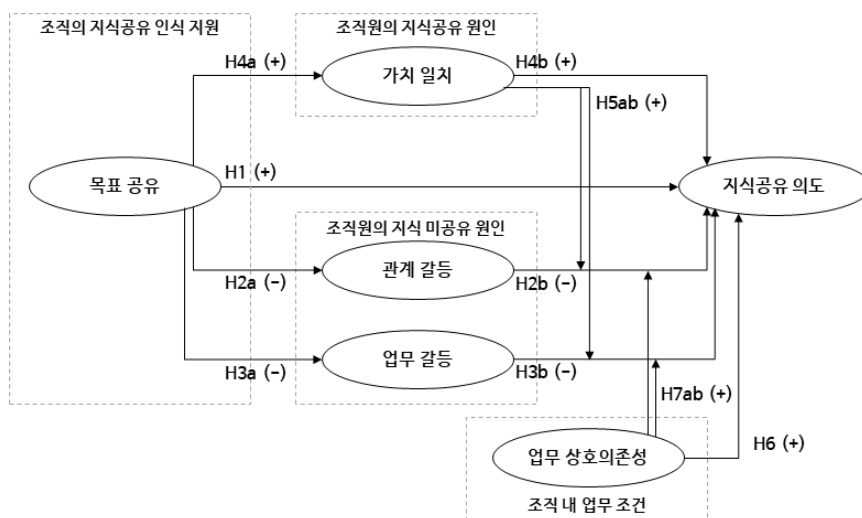 조직의 지식공유 인식 지원
조직원의 지식공유 원인
H4a (+)
가치 일치
H4b (+)
H5ab (+)
목표 공유
H1 (+)
지식공유 의도
조직원의 지식 미공유 원인
H2a (−)
관계 갈등
H2b (−)
H3a (−)
업무 갈등
H3b (−)
H7ab (+)
업무 상호의존성
H6 (+)
조직 내 업무 조건